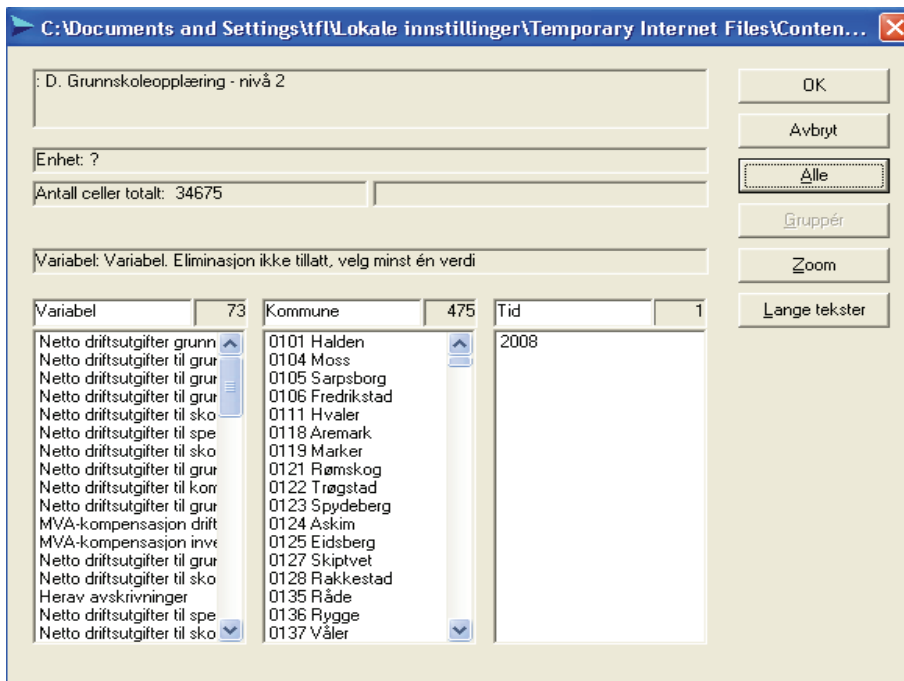 C:\Documents and Settings\tfl\Lokale innstillinger\Temporary Internet Files\Conten...
: D. Grunnskoleopplæring - nivå 2
OK
Avbryt
Enhet: ?
Alle
Antall celler totalt: 34675
Gruppér
Variabel: Variabel. Eliminasjon ikke tillatt, velg minst én verdi
Zoom
Variabel 73 Kommune 475 Tid 1
Lange tekster
Netto driftsutgifter grunn 0101 Halden 2008
Netto driftsutgifter til grur 0104 Moss
Netto driftsutgifter til grur 0105 Sarpsborg
Netto driftsutgifter til grur 0106 Fredrikstad
Netto driftsutgifter til sko 0111 Hvaler
Netto driftsutgifter til spe 0118 Aremark
Netto driftsutgifter til sko 0119 Marker
Netto driftsutgifter til grur 0121 Rømskog
Netto driftsutgifter til kom 0122 Trøgstad
Netto driftsutgifter til grur 0123 Spydeberg
MVA-kompensasjon drift 0124 Askim
MVA-kompensasjon inve 0125 Eidsberg
Netto driftsutgifter til grur 0127 Skiptvet
Netto driftsutgifter til sko 0128 Rakkestad
Herav avskrivninger 0135 Råde
Netto driftsutgifter til spe 0136 Rygge
Netto driftsutgifter til sko 0137 Våler